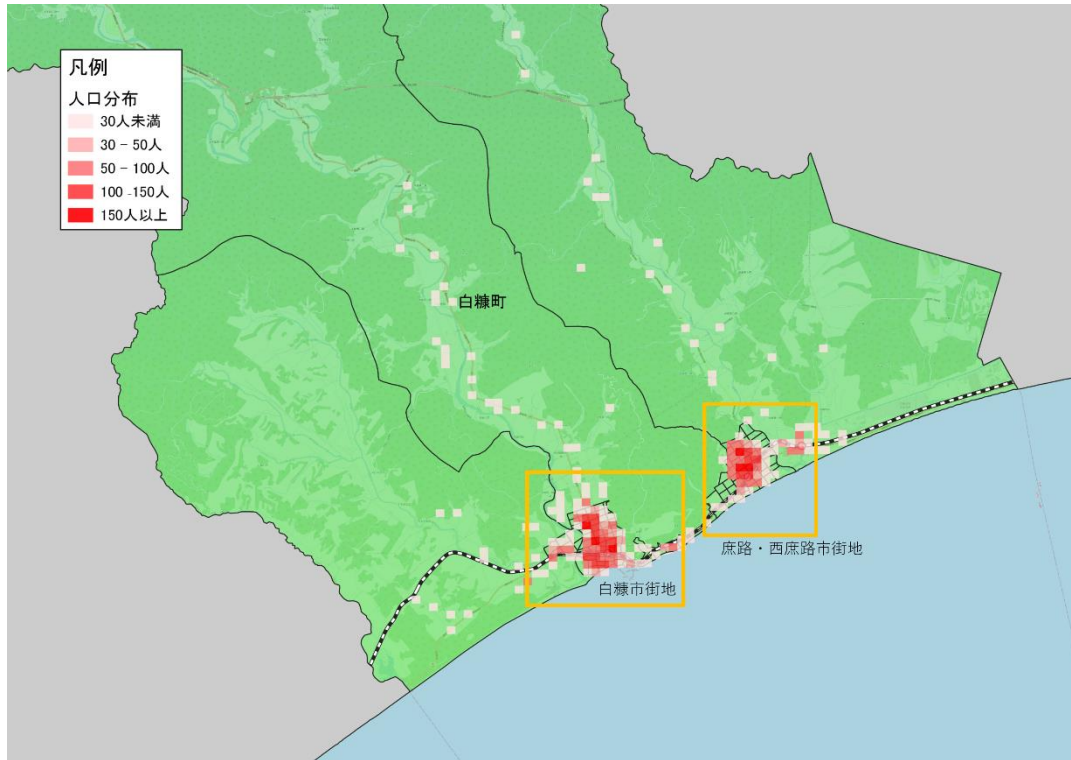 凡例
人口分布
30人未満
30 - 50人
50 - 100人
100 -150人
150人以上
白糠町
庶路・西庶路市街地
白糠市街地